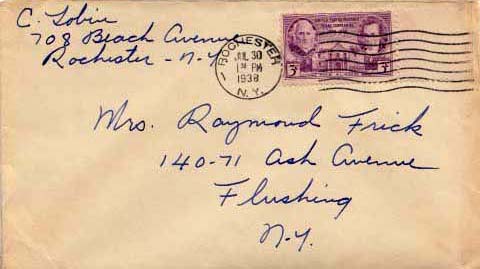 C. Tobin
708 Beach Avenue
Rochester - N.Y.
ROCHESTER
JUL 30
1 PM
1938
N.Y.
3¢ 3¢
Mrs. Raymond Frick
140-71 Ash Avenue
Flushing
N.Y.